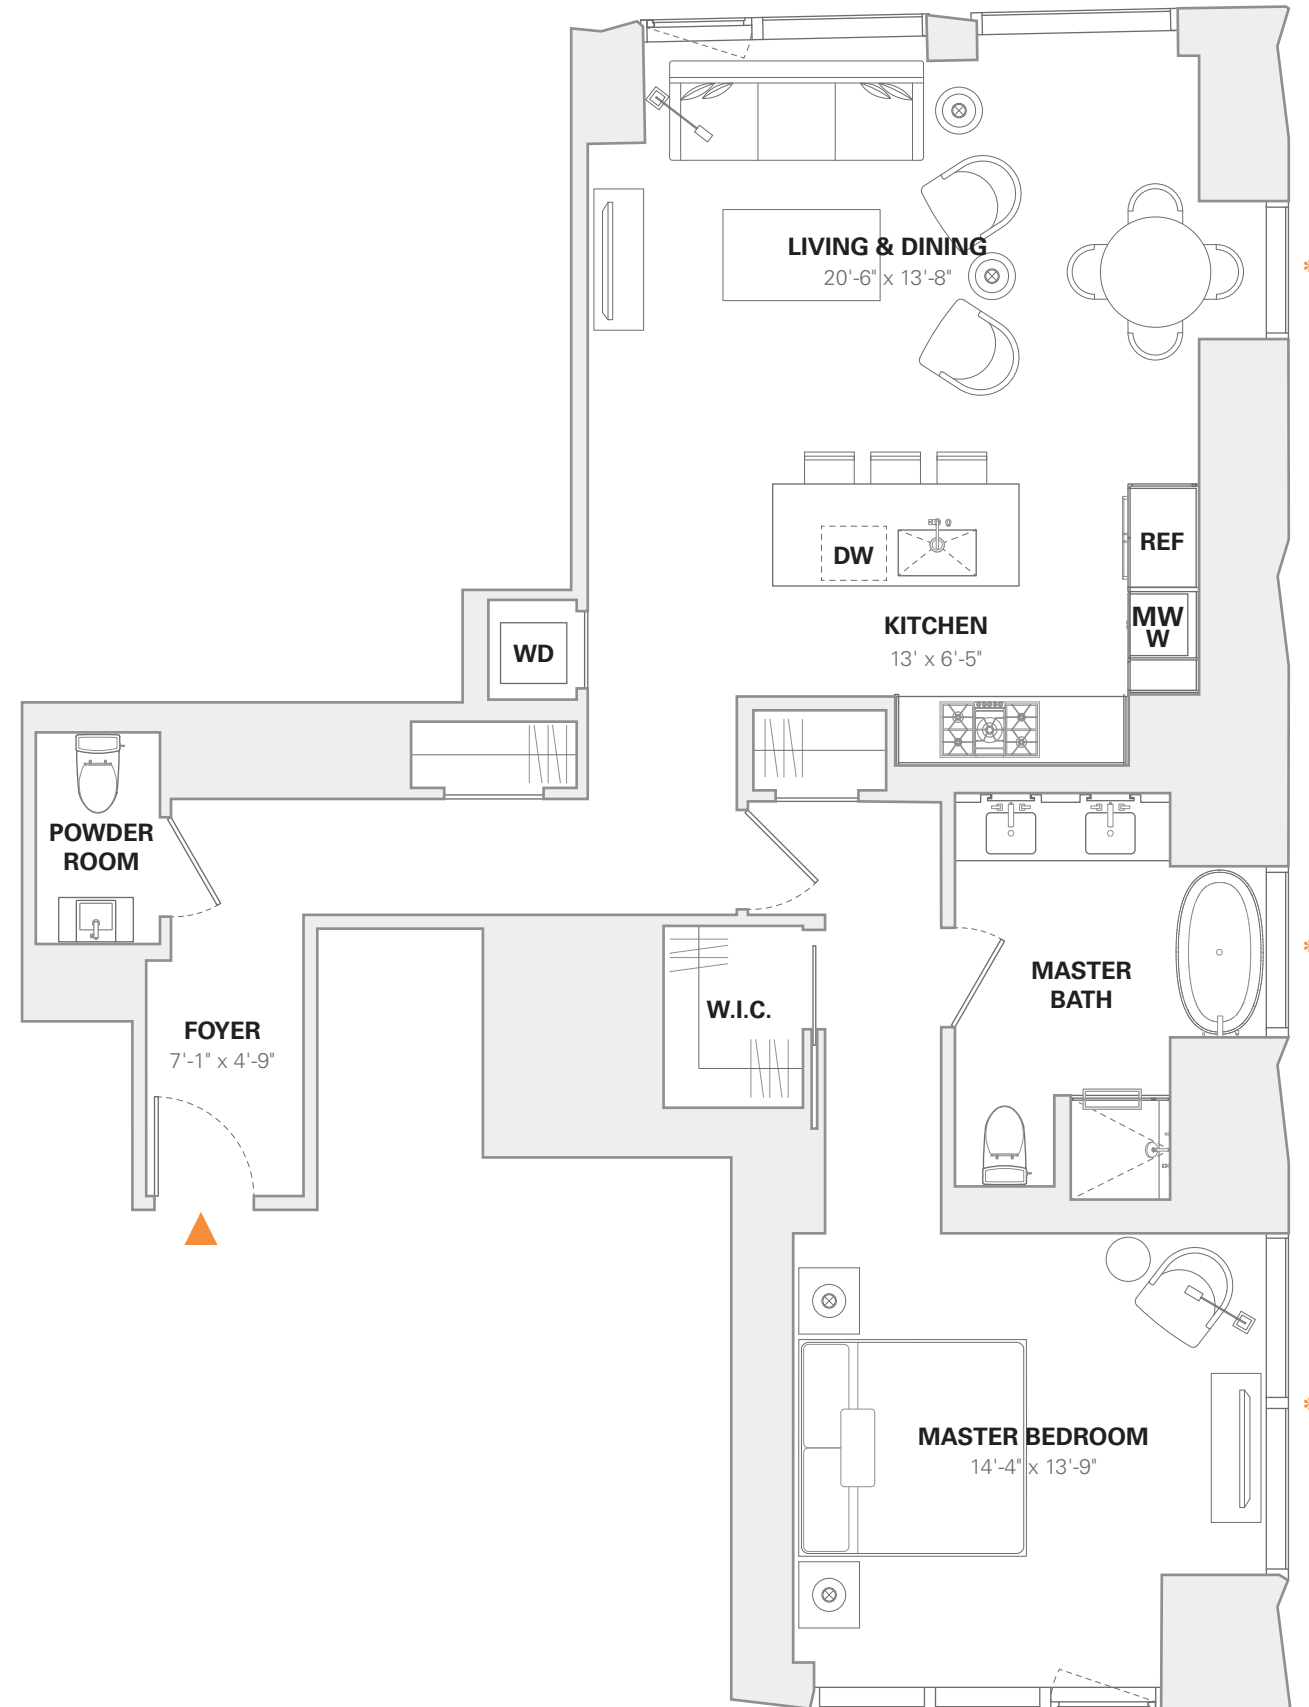 LIVING & DINING
20'-6" x 13'-8"
DW
REF
KITCHEN
13' x 6'-5"
MW
W
WD
POWDER
ROOM
MASTER
BATH
W.I.C.
FOYER
7'-1" x 4'-9"
MASTER BEDROOM
14'-4" x 13'-9"